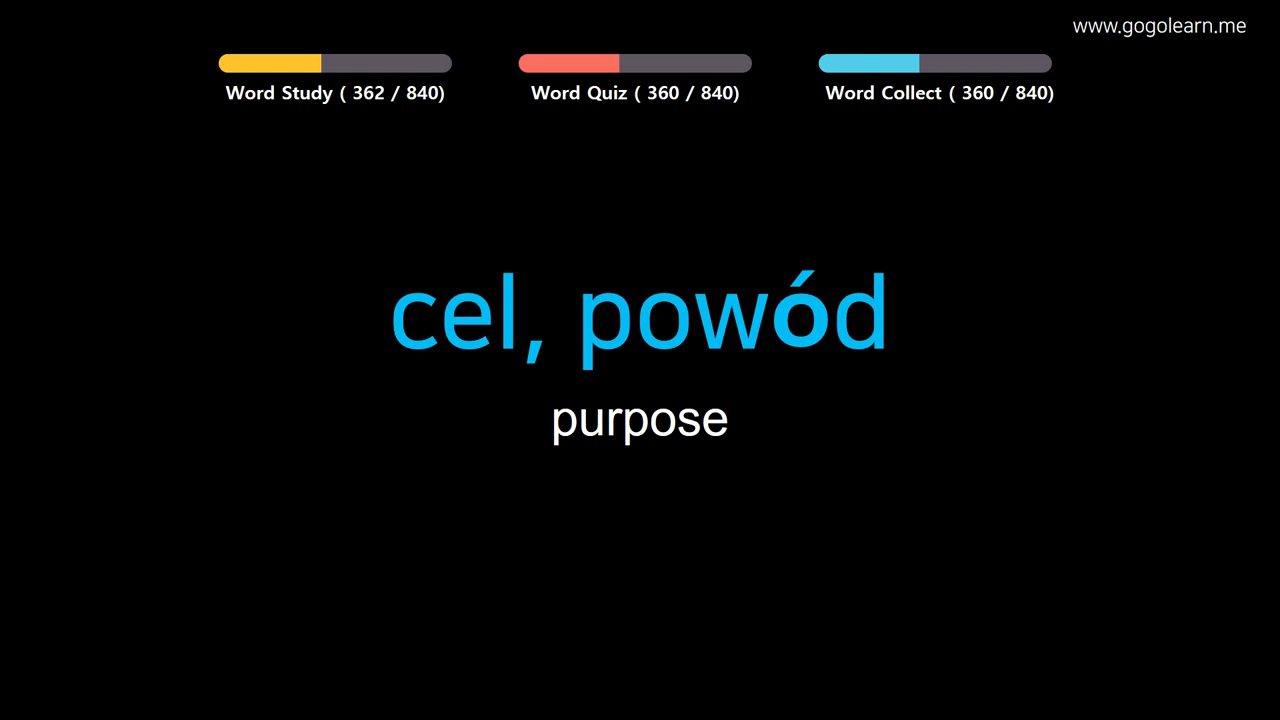 www.gogolearn.me
Word Study ( 362 / 840)
Word Quiz ( 360 / 840)
Word Collect ( 360 / 840)
cel, powód
purpose